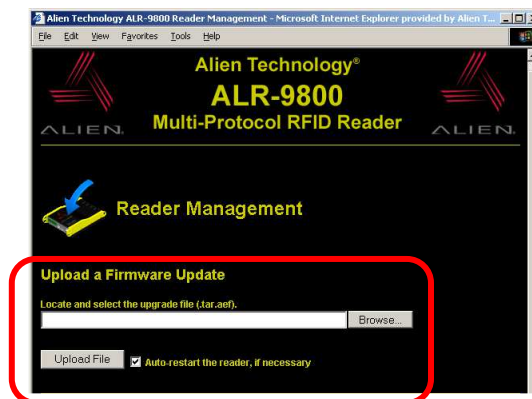 Alien Technology ALR-9800 Reader Management - Microsoft Internet Explorer provided by Alien T...
File Edit View Favorites Tools Help
Alien Technology®
ALR-9800
Multi-Protocol RFID Reader
ALIEN.
ALIEN.
Reader Management
Upload a Firmware Update
Locate and select the upgrade file (.tar.aef).
Browse...
Upload File
Auto-restart the reader, if necessary